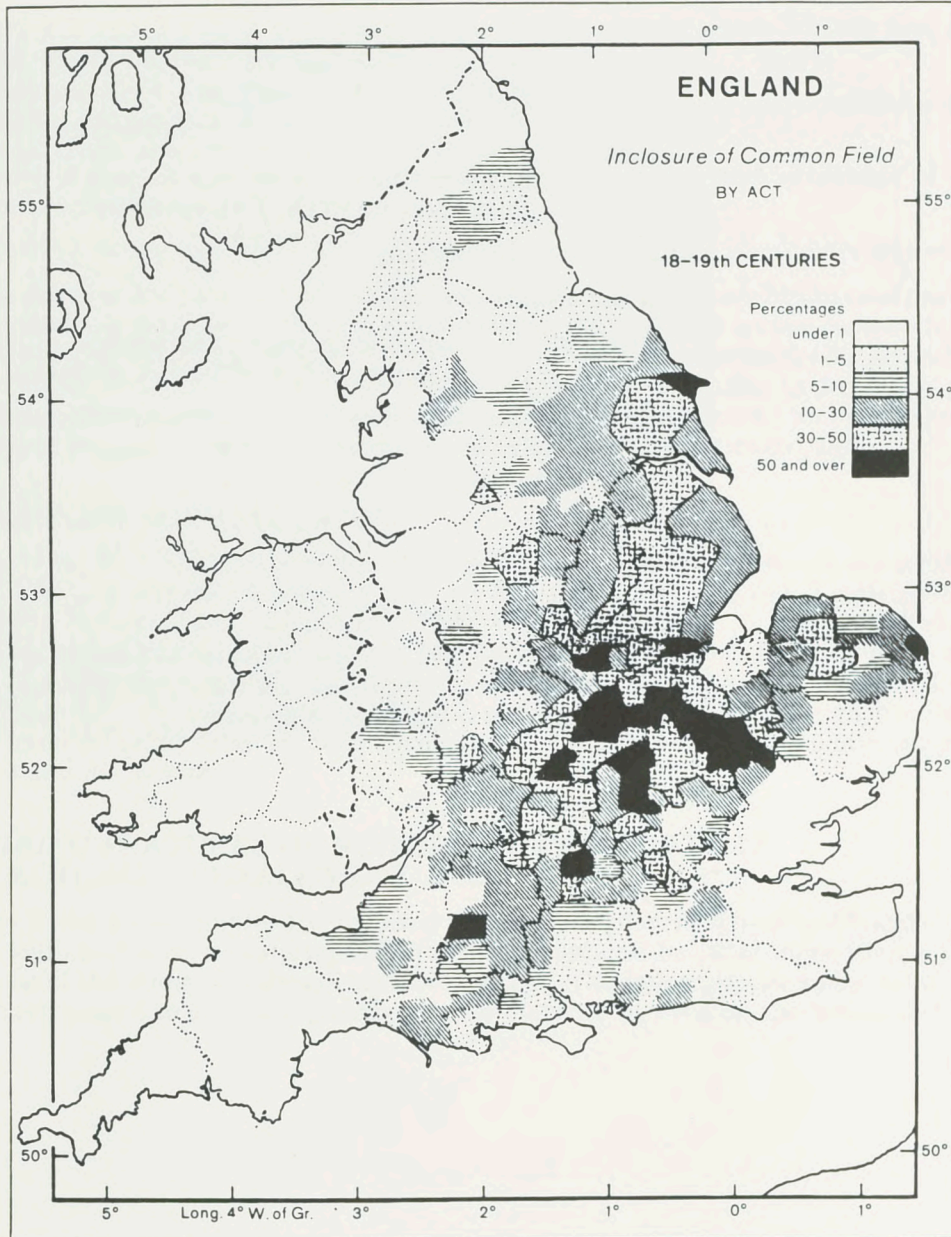 5° 4° 3° 2° 1° 0° 1°
ENGLAND
Inclosure of Common Field
BY ACT
55° 55°
18–19th CENTURIES
Percentages
under 1
1–5
5–10
10–30
30–50
50 and over
54° 54°
53° 53°
52° 52°
51° 51°
50° 50°
5° Long. 4° W. of Gr. 3° 2° 1° 0° 1°